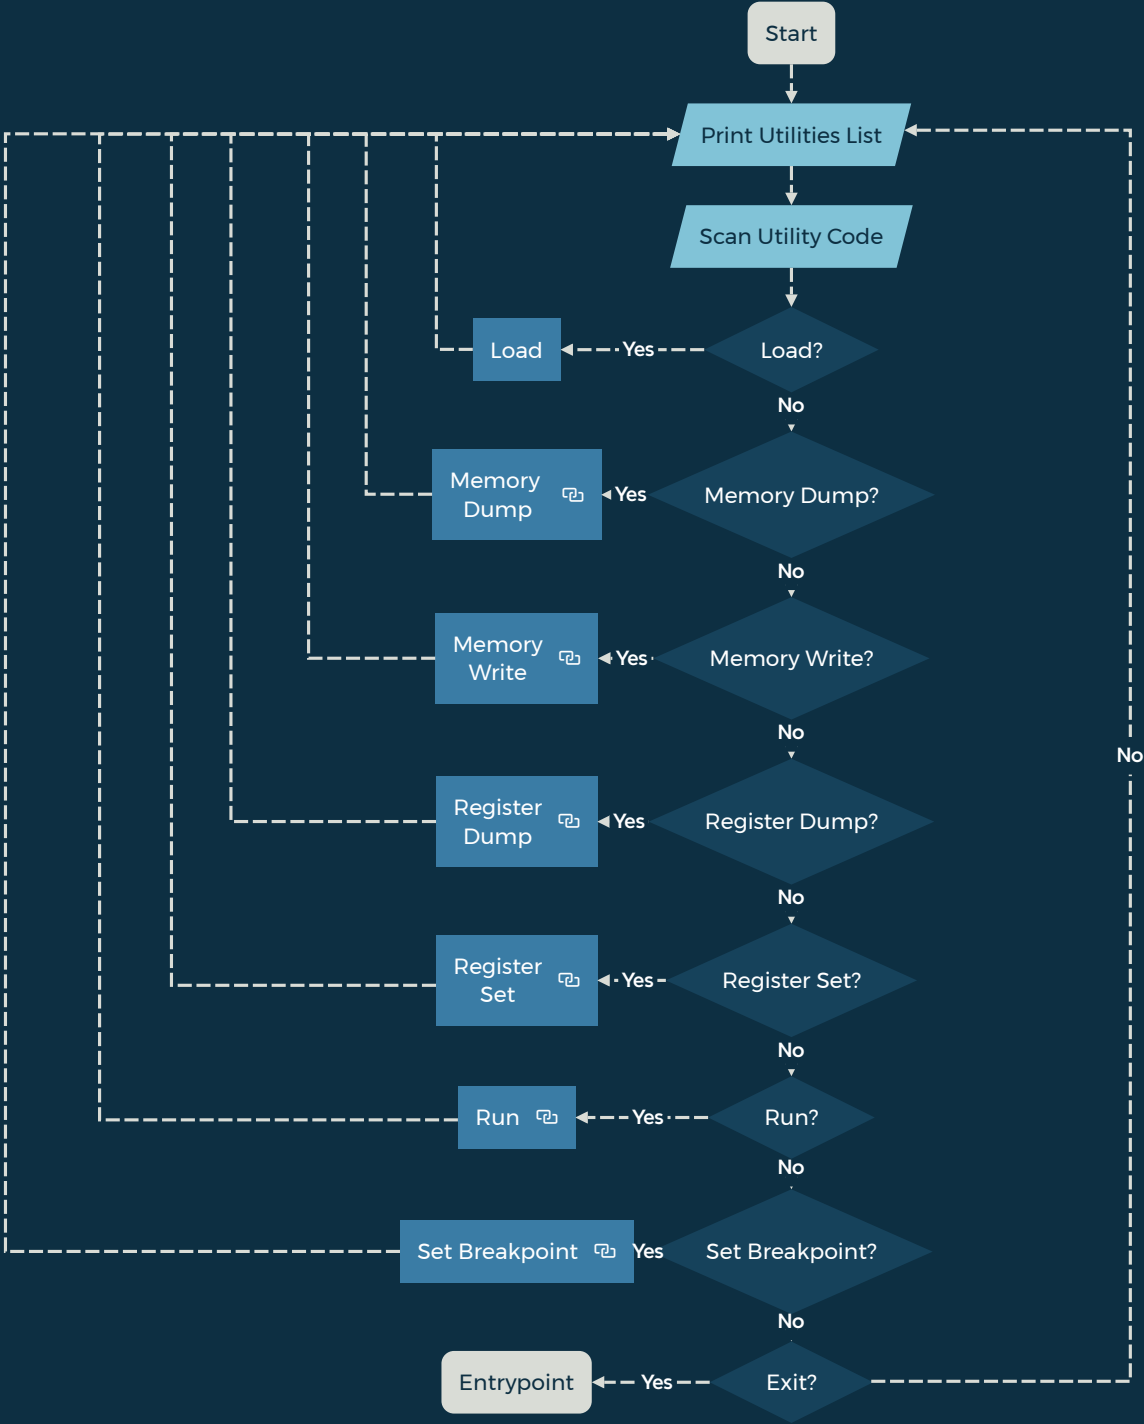 Start
Print Utilities List
Scan Utility Code
Load
Yes
Load?
No
Memory
Dump
Yes
Memory Dump?
No
Memory
Write
Yes
Memory Write?
No
No
Register
Dump
Yes
Register Dump?
No
Register
Set
Yes
Register Set?
No
Run
Yes
Run?
No
Set Breakpoint
Yes
Set Breakpoint?
No
Entrypoint
Yes
Exit?